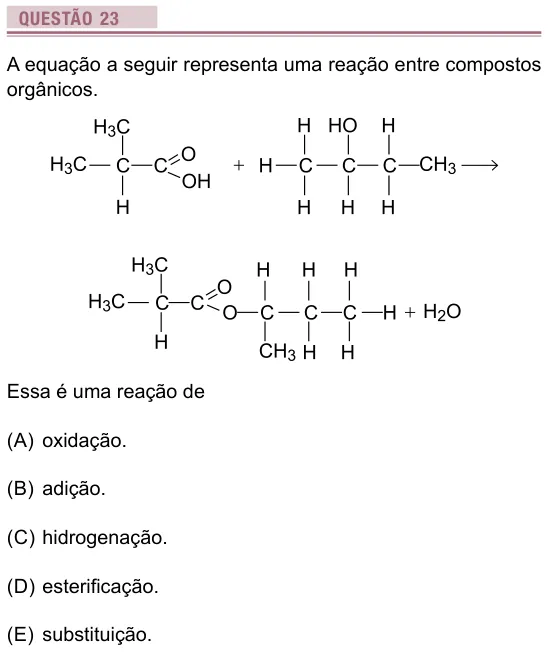 QUESTÃO 23
A equação a seguir representa uma reação entre compostos
orgânicos.
H3C H HO H
H3C C C O OH + H C C C CH3
H H H H
H3C H H H
H3C C C O O C C C H + H2O
H CH3 H H
Essa é uma reação de
(A) oxidação.
(B) adição.
(C) hidrogenação.
(D) esterificação.
(E) substituição.